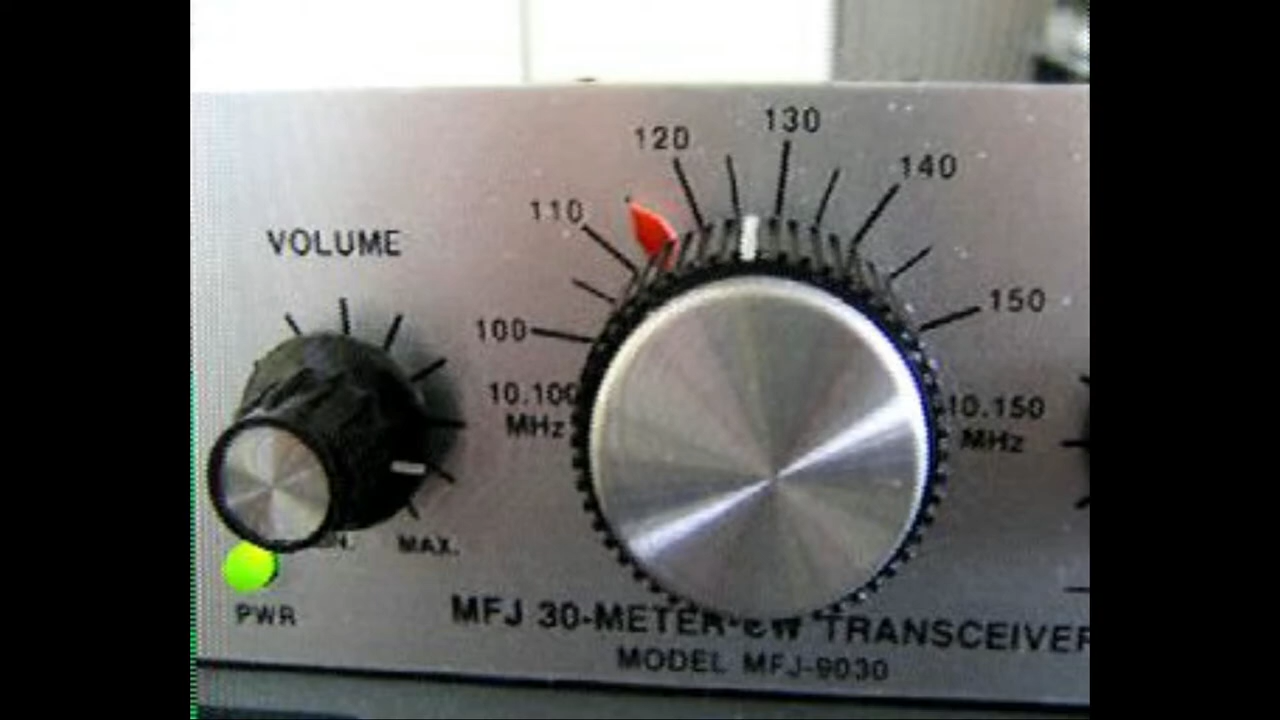 130
120
140
110
VOLUME
150
100
10.100
MHz
10.150
MHz
MAX.
PWR
MFJ 30-METER-CW TRANSCEIVER
MODEL MFJ-9030